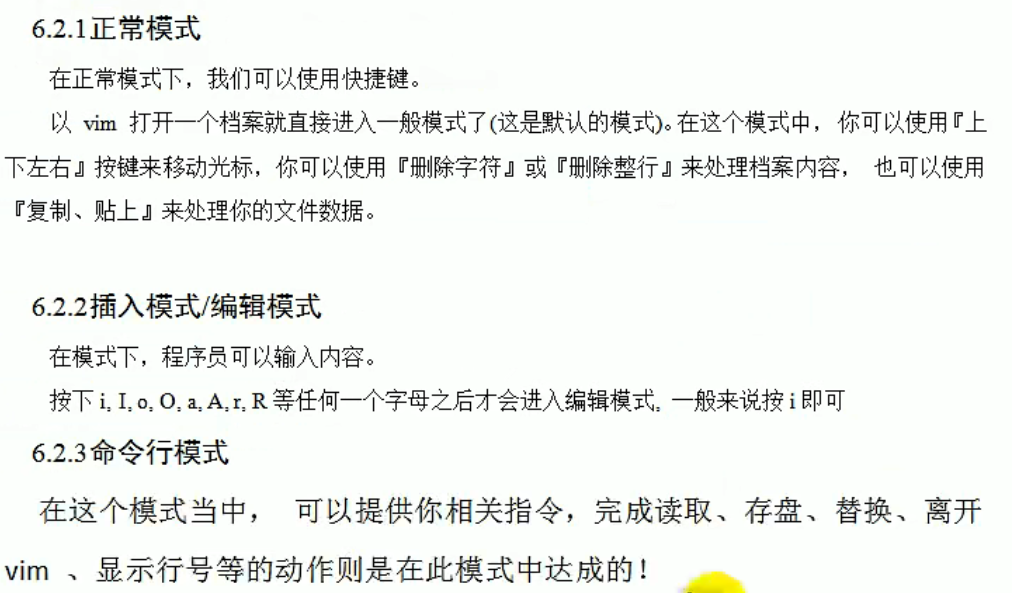 6.2.1正常模式
在正常模式下，我们可以使用快捷键。
以 vim 打开一个档案就直接进入一般模式了(这是默认的模式)。在这个模式中， 你可以使用『上
下左右』按键来移动光标，你可以使用『删除字符』或『删除整行』来处理档案内容， 也可以使用
『复制、贴上』来处理你的文件数据。
6.2.2插入模式/编辑模式
在模式下，程序员可以输入内容。
按下 i, I, o, O, a, A, r, R 等任何一个字母之后才会进入编辑模式, 一般来说按 i 即可
6.2.3命令行模式
在这个模式当中， 可以提供你相关指令，完成读取、存盘、替换、离开
vim 、显示行号等的动作则是在此模式中达成的！